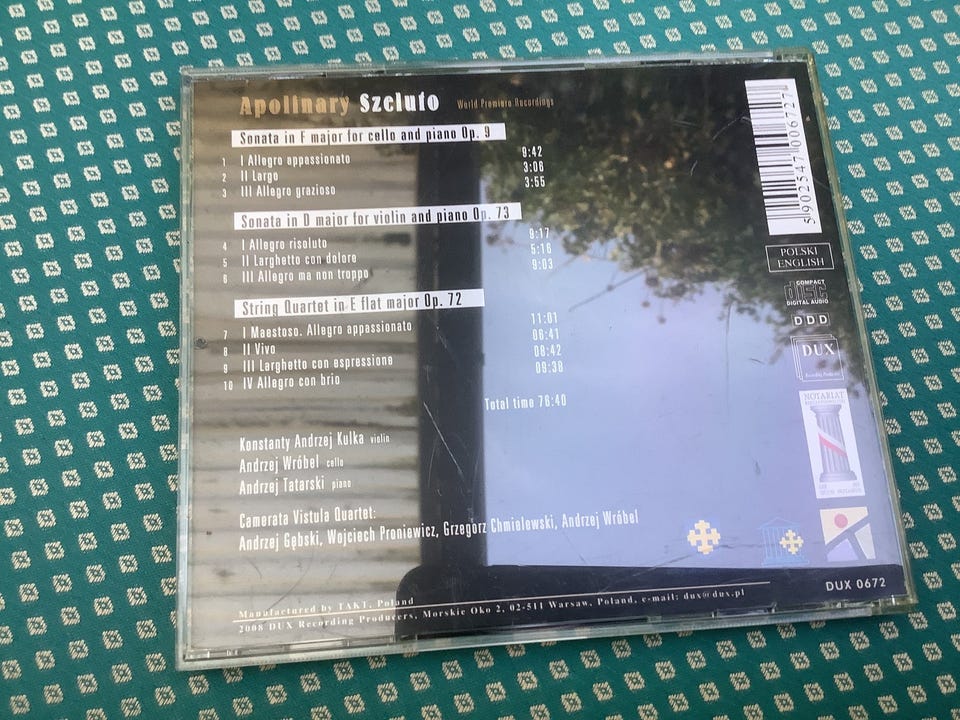 Apolinary Szeluto World Premiere Recordings
Sonata in F major for cello and piano Op. 9
1 I Allegro appassionato 9:42
2 II Largo 3:08
3 III Allegro grazioso 3:55
Sonata in D major for violin and piano Op. 73
4 I Allegro risoluto 9:17
5 II Larghetto con dolore 5:18
6 III Allegro ma non troppo 9:03
String Quartet in E flat major Op. 72
7 I Maestoso. Allegro appassionato 11:01
8 II Vivo 06:41
9 III Larghetto con espressione 08:42
10 IV Allegro con brio 09:38
Total time 76:40
Konstanty Andrzej Kulka violin
Andrzej Wróbel cello
Andrzej Tatarski piano
Camerata Vistula Quartet:
Andrzej Gębski, Wojciech Proniewicz, Grzegorz Chmielewski, Andrzej Wróbel
Manufactured by TAKT, Poland
2008 DUX Recording Producers, Morskie Oko 2, 02-511 Warsaw, Poland, e-mail: dux@dux.pl
5 902547 006727
POLSKI
ENGLISH
COMPACT
disc
DIGITAL AUDIO
DDD
DUX
Recording Producers
NOTARIAT
DUX 0672